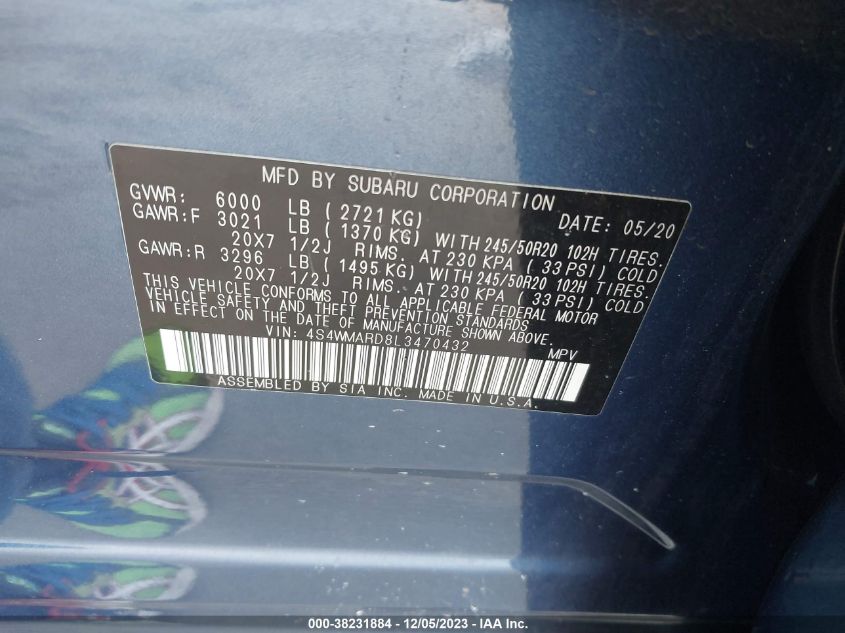 MFD BY SUBARU CORPORATION
GVWR: 6000 LB (2721KG) DATE: 05/20
GAWR:F 3021 LB (1370 KG) WITH 245/50R20 102H TIRES.
20X7 1/2J RIMS. AT 230 KPA (33 PSI) COLD
GAWR:R 3296 LB (1495KG) WITH 245/50R20 102H TIRES.
20X7 1/2J RIMS. AT 230 KPA (33 PSI) COLD
THIS VEHICLE CONFORMS TO ALL APPLICABLE FEDERAL MOTOR
VEHICLE SAFETY AND THEFT PREVENTION STANDARDS
IN EFFECT ON THE DATE OF MANUFACTURE SHOWN ABOVE.
VIN: 4S4WMARD8L3470432 MPV
ASSEMBLED BY SIA INC. MADE IN U.S.A.
000-38231884 - 12/05/2023 - IAA Inc.